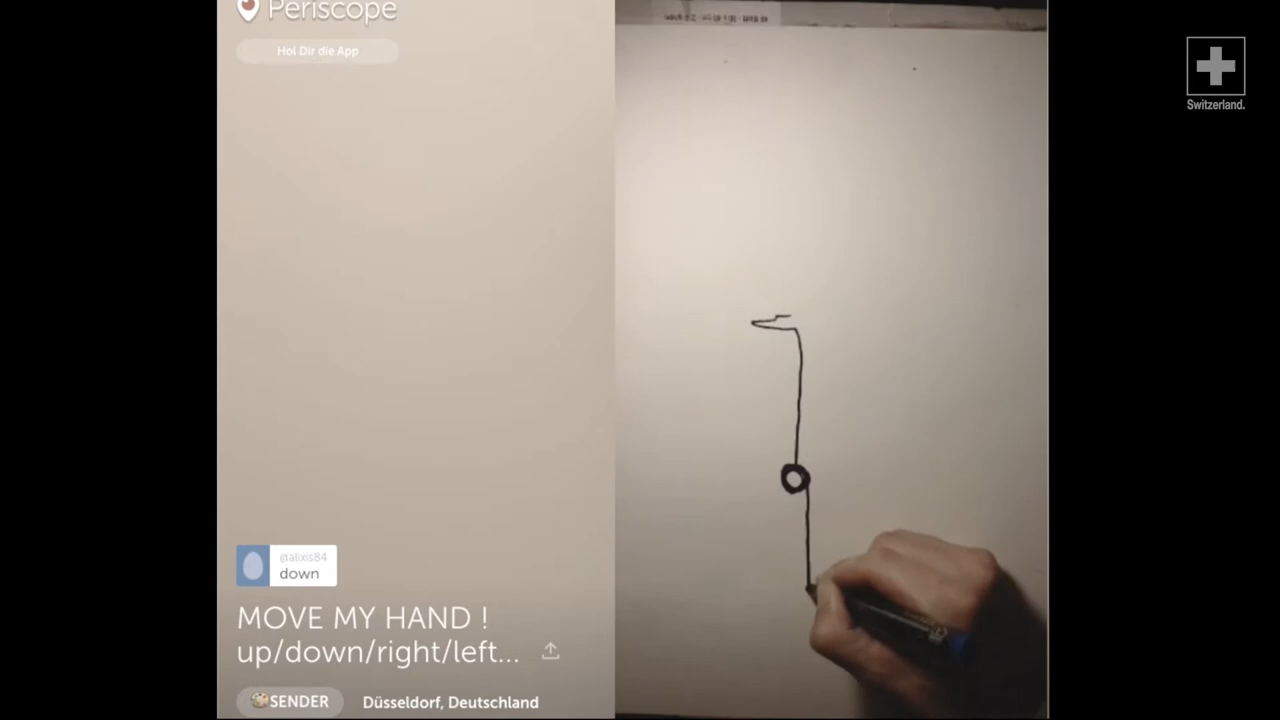 Periscope
Hol Dir die App
Switzerland.
@alixis84
down
MOVE MY HAND !
up/down/right/left...
SENDER
Düsseldorf, Deutschland